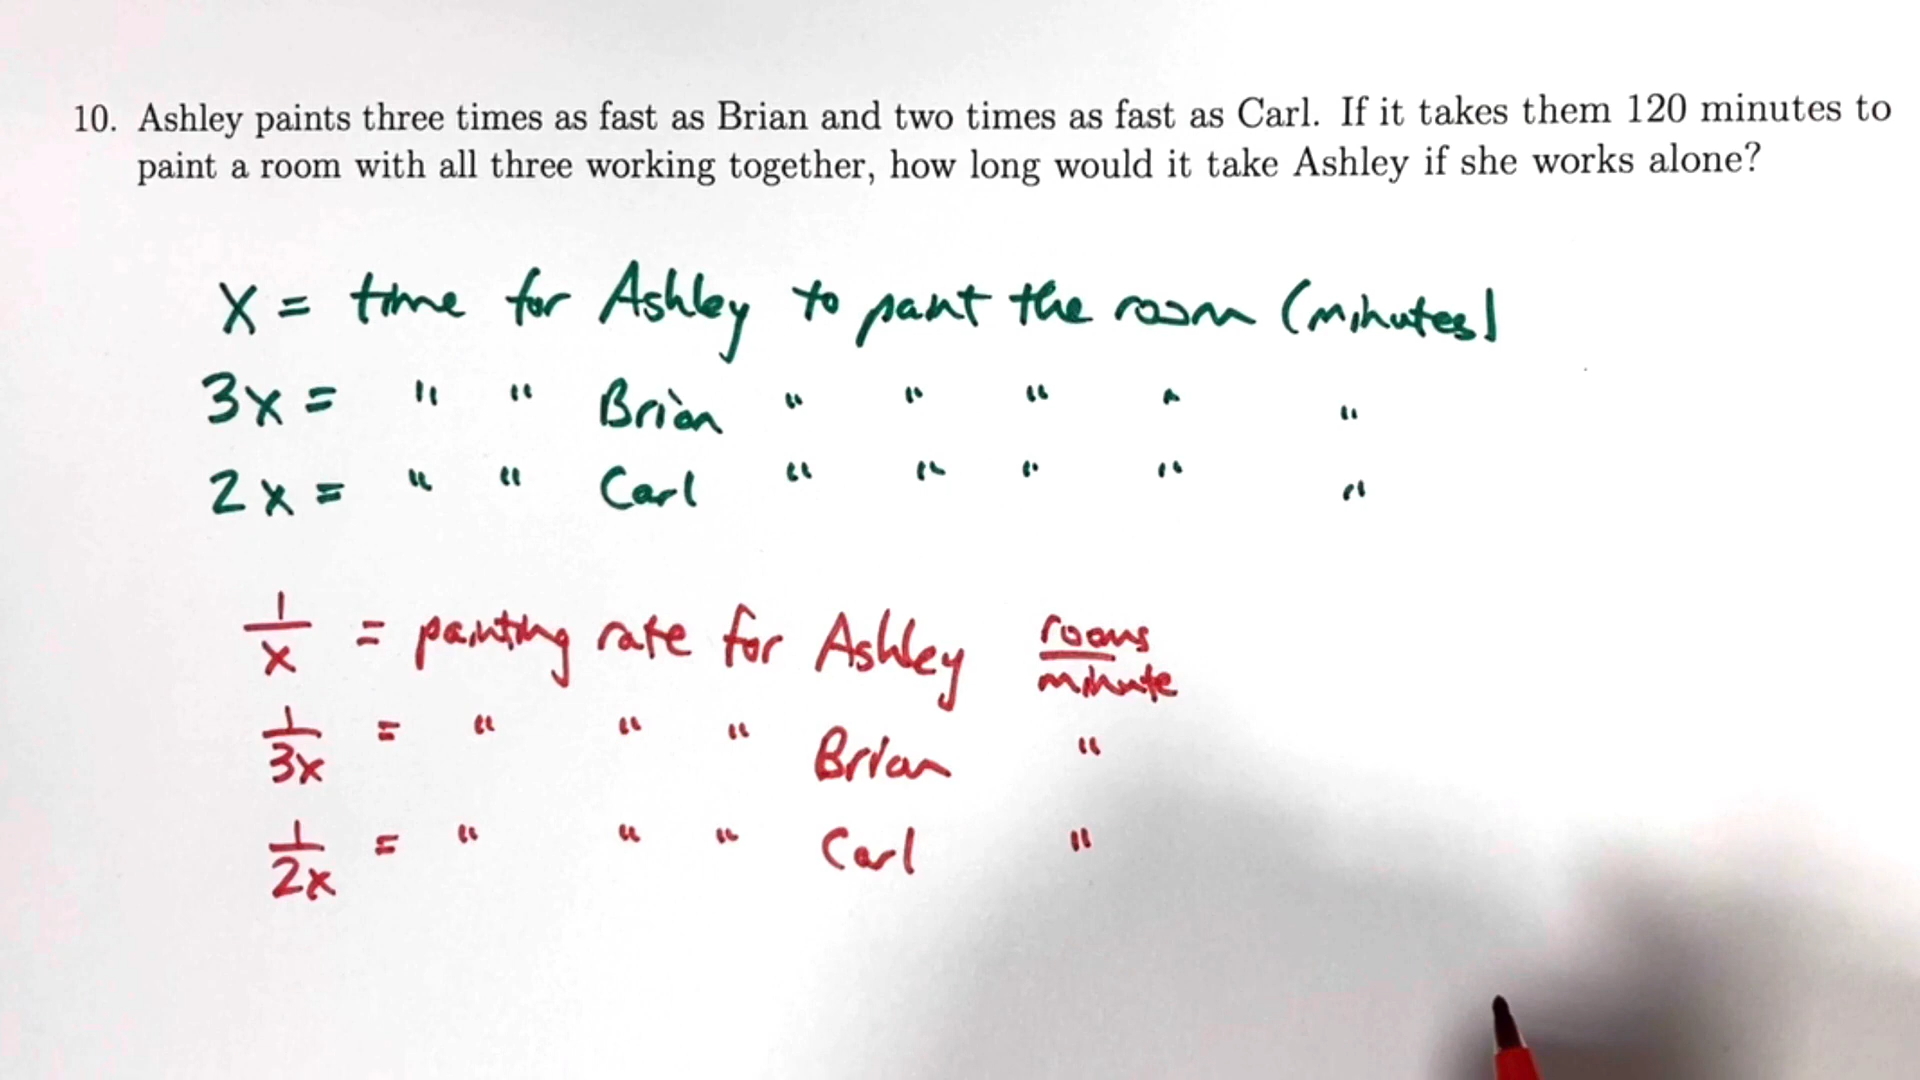 10. Ashley paints three times as fast as Brian and two times as fast as Carl. If it takes them 120 minutes to
paint a room with all three working together, how long would it take Ashley if she works alone?
X = time for Ashley to paint the room (minutes)
3x = " " Brian " " " " "
2x = " " Carl " " " " "
1/x = painting rate for Ashley rooms/minute
1/3x = " " " Brian "
1/2x = " " " Carl "